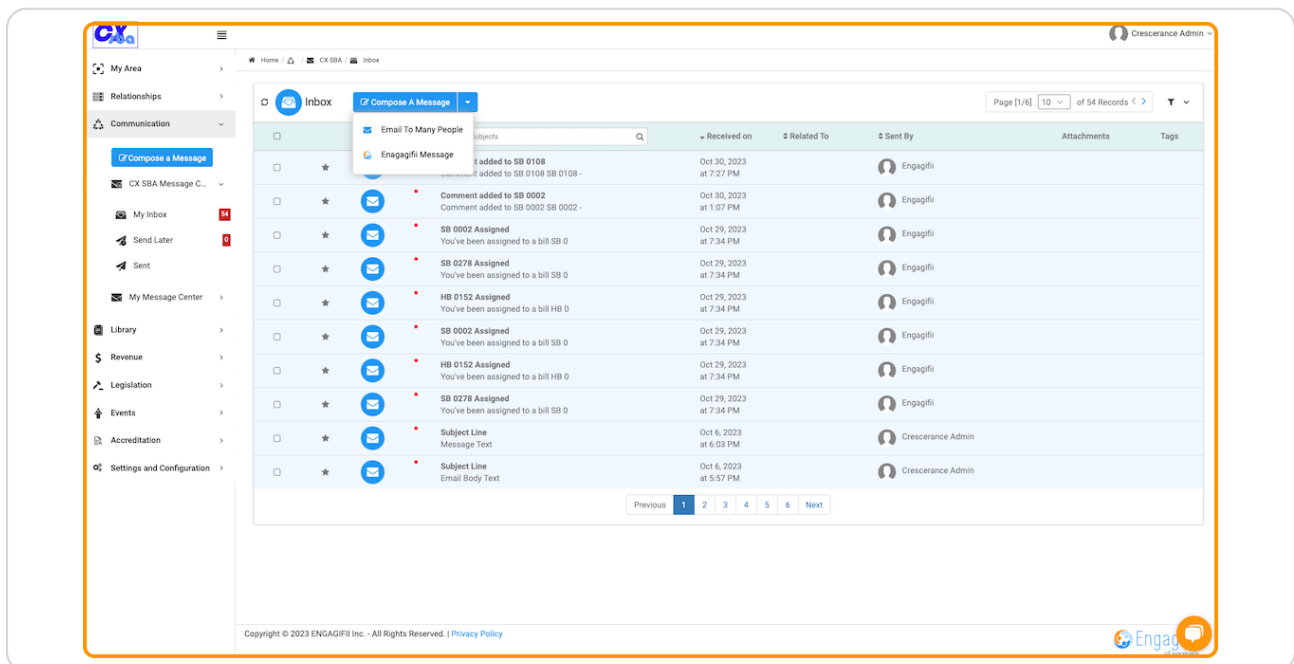 CX
sba
Crescerance Admin
My Area
Relationships
Communication
Compose a Message
CX SBA Message C...
My Inbox 54
Send Later 0
Sent
My Message Center
Library
Revenue
Legislation
Events
Accreditation
Settings and Configuration
Home / / CX SBA / Inbox
Inbox
Compose A Message
Page [1/6] 10 of 54 Records
Email To Many People
Enagagifii Message
Subjects
Received on Related To Sent By Attachments Tags
t added to SB 0108 Oct 30, 2023 Engagifii
Comment added to SB 0108 SB 0108 - at 7:27 PM
Comment added to SB 0002 Oct 30, 2023 Engagifii
Comment added to SB 0002 SB 0002 - at 1:07 PM
SB 0002 Assigned Oct 29, 2023 Engagifii
You've been assigned to a bill SB 0 at 7:34 PM
SB 0278 Assigned Oct 29, 2023 Engagifii
You've been assigned to a bill SB 0 at 7:34 PM
HB 0152 Assigned Oct 29, 2023 Engagifii
You've been assigned to a bill HB 0 at 7:34 PM
SB 0002 Assigned Oct 29, 2023 Engagifii
You've been assigned to a bill SB 0 at 7:34 PM
HB 0152 Assigned Oct 29, 2023 Engagifii
You've been assigned to a bill HB 0 at 7:34 PM
SB 0278 Assigned Oct 29, 2023 Engagifii
You've been assigned to a bill SB 0 at 7:34 PM
Subject Line Oct 6, 2023 Crescerance Admin
Message Text at 6:03 PM
Subject Line Oct 6, 2023 Crescerance Admin
Email Body Text at 5:57 PM
Previous 1 2 3 4 5 6 Next
Copyright © 2023 ENGAGIFII Inc. - All Rights Reserved. | Privacy Policy
Engag